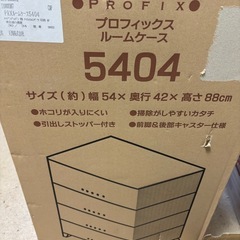 PROFIX
プロフィックス
ルームケース
5404
サイズ(約)幅54×奥行42×高さ88cm
●ホコリが入りにくい ●掃除がしやすいカタチ
●引出しストッパー付き ●前脚&後部キャスター仕様